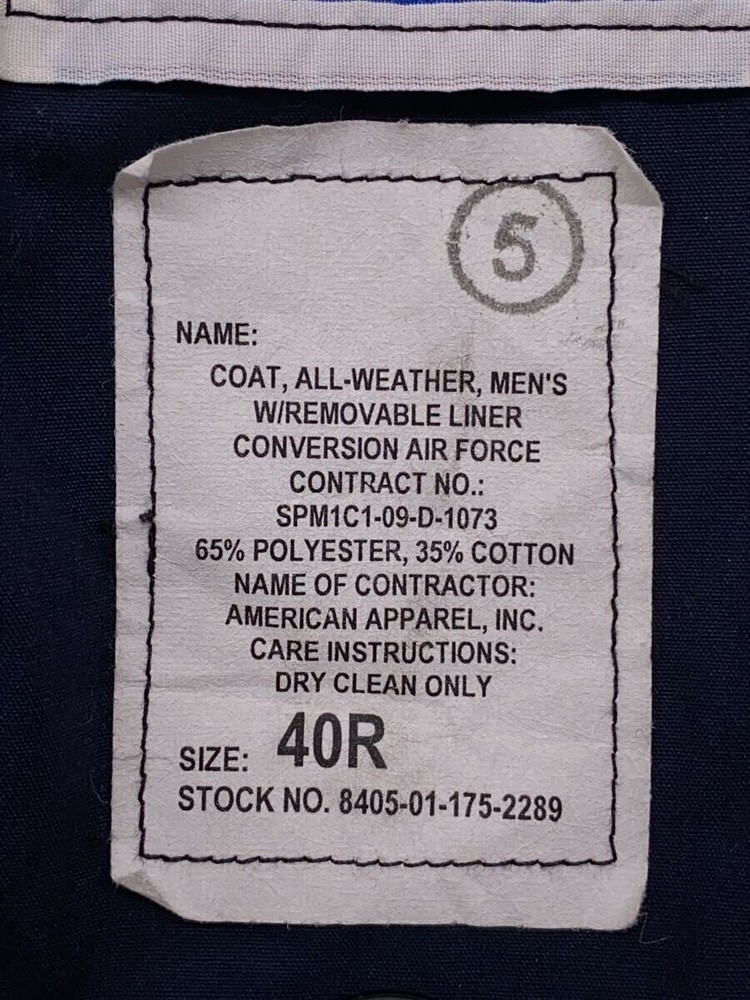 5
NAME:
COAT, ALL-WEATHER, MEN'S
W/REMOVABLE LINER
CONVERSION AIR FORCE
CONTRACT NO.:
SPM1C1-09-D-1073
65% POLYESTER, 35% COTTON
NAME OF CONTRACTOR:
AMERICAN APPAREL, INC.
CARE INSTRUCTIONS:
DRY CLEAN ONLY
SIZE: 40R
STOCK NO. 8405-01-175-2289